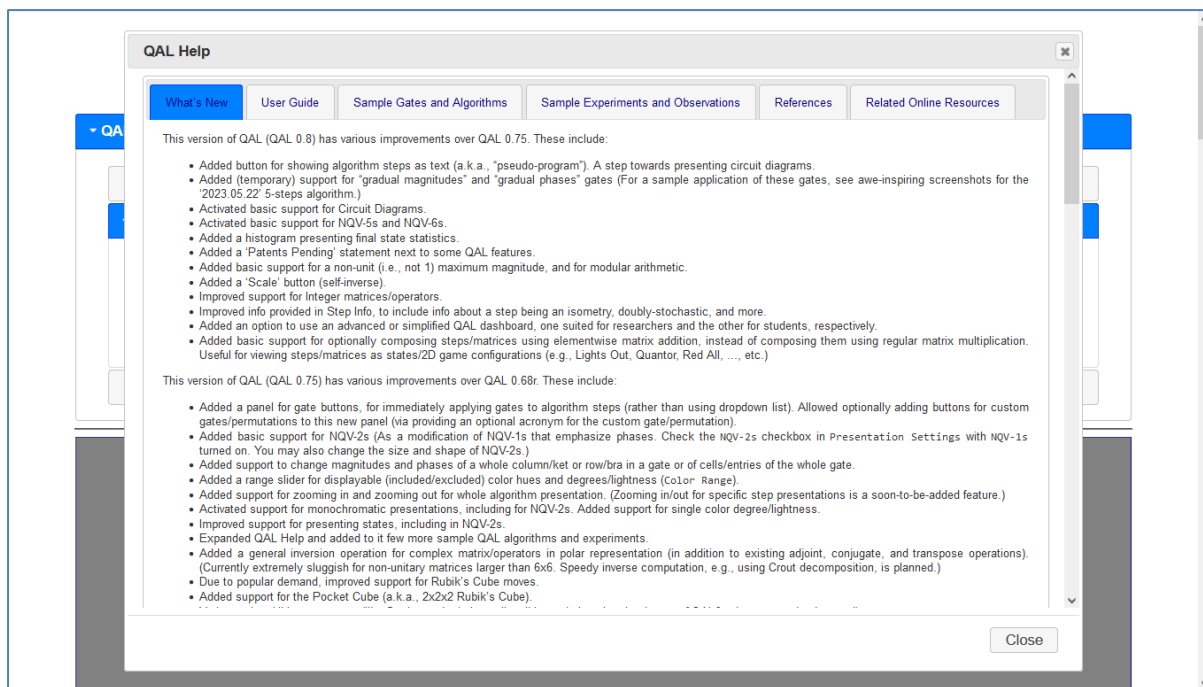 QAL Help
What's New
User Guide
Sample Gates and Algorithms
Sample Experiments and Observations
References
Related Online Resources
QA
This version of QAL (QAL 0.8) has various improvements over QAL 0.75. These include:
• Added button for showing algorithm steps as text (a.k.a., “pseudo-program”). A step towards presenting circuit diagrams.
• Added (temporary) support for “gradual magnitudes” and “gradual phases” gates (For a sample application of these gates, see awe-inspiring screenshots for the
‘2023.05.22’ 5-steps algorithm.)
• Activated basic support for Circuit Diagrams.
• Activated basic support for NQV-5s and NQV-6s.
• Added a histogram presenting final state statistics.
• Added a ‘Patents Pending’ statement next to some QAL features.
• Added basic support for a non-unit (i.e., not 1) maximum magnitude, and for modular arithmetic.
• Added a ‘Scale’ button (self-inverse).
• Improved support for Integer matrices/operators.
• Improved info provided in Step Info, to include info about a step being an isometry, doubly-stochastic, and more.
• Added an option to use an advanced or simplified QAL dashboard, one suited for researchers and the other for students, respectively.
• Added basic support for optionally composing steps/matrices using elementwise matrix addition, instead of composing them using regular matrix multiplication.
Useful for viewing steps/matrices as states/2D game configurations (e.g., Lights Out, Quantor, Red All, ..., etc.)
This version of QAL (QAL 0.75) has various improvements over QAL 0.68r. These include:
• Added a panel for gate buttons, for immediately applying gates to algorithm steps (rather than using dropdown list). Allowed optionally adding buttons for custom
gates/permutations to this new panel (via providing an optional acronym for the custom gate/permutation).
• Added basic support for NQV-2s (As a modification of NQV-1s that emphasize phases. Check the NQV-2s checkbox in Presentation Settings with NQV-1s
turned on. You may also change the size and shape of NQV-2s.)
• Added support to change magnitudes and phases of a whole column/ket or row/bra in a gate or of cells/entries of the whole gate.
• Added a range slider for displayable (included/excluded) color hues and degrees/lightness (Color Range).
• Added support for zooming in and zooming out for whole algorithm presentation. (Zooming in/out for specific step presentations is a soon-to-be-added feature.)
• Activated support for monochromatic presentations, including for NQV-2s. Added support for single color degree/lightness.
• Improved support for presenting states, including in NQV-2s.
• Expanded QAL Help and added to it few more sample QAL algorithms and experiments.
• Added a general inversion operation for complex matrix/operators in polar representation (in addition to existing adjoint, conjugate, and transpose operations).
(Currently extremely sluggish for non-unitary matrices larger than 6x6. Speedy inverse computation, e.g., using Crout decomposition, is planned.)
• Due to popular demand, improved support for Rubik's Cube moves.
• Added support for the Pocket Cube (a.k.a., 2x2x2 Rubik's Cube).
Close